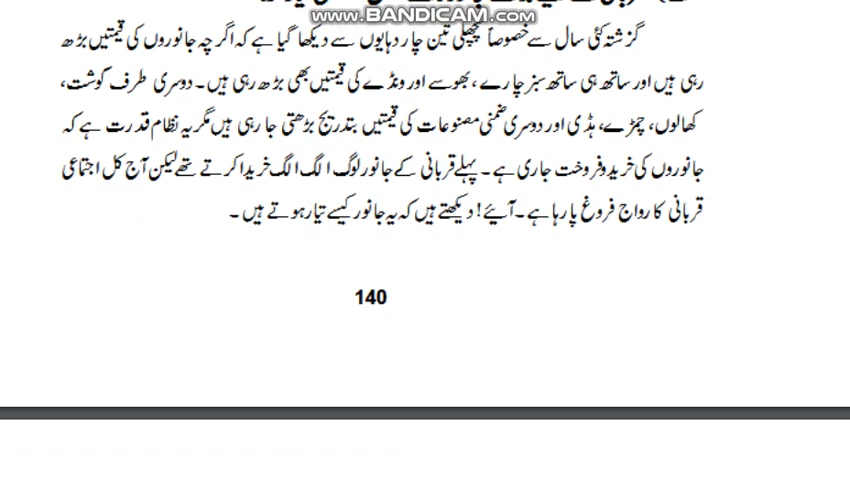 WWW.BANDICAM.COM
گزشتہ کئی سال سے خصوصاً پچھلی تین چار دہایوں سے دیکھا گیا ہے کہ اگرچہ جانوروں کی قیمتیں بڑھ
رہی ہیں اور ساتھ ہی ساتھ سبز چارے، بھوسے اور ونڈے کی قیمتیں بھی بڑھ رہی ہیں۔ دوسری طرف گوشت،
کھالوں، چمڑے، ہڈی اور دوسری ضمنی مصنوعات کی قیمتیں بتدریج بڑھتی جا رہی ہیں مگر یہ نظام قدرت ہے کہ
جانوروں کی خرید و فروخت جاری ہے۔ پہلے قربانی کے جانور لوگ الگ الگ خریدا کرتے تھے لیکن آج کل اجتماعی
قربانی کا رواج فروغ پا رہا ہے۔ آئیے! دیکھتے ہیں کہ یہ جانور کیسے تیار ہوتے ہیں۔
140